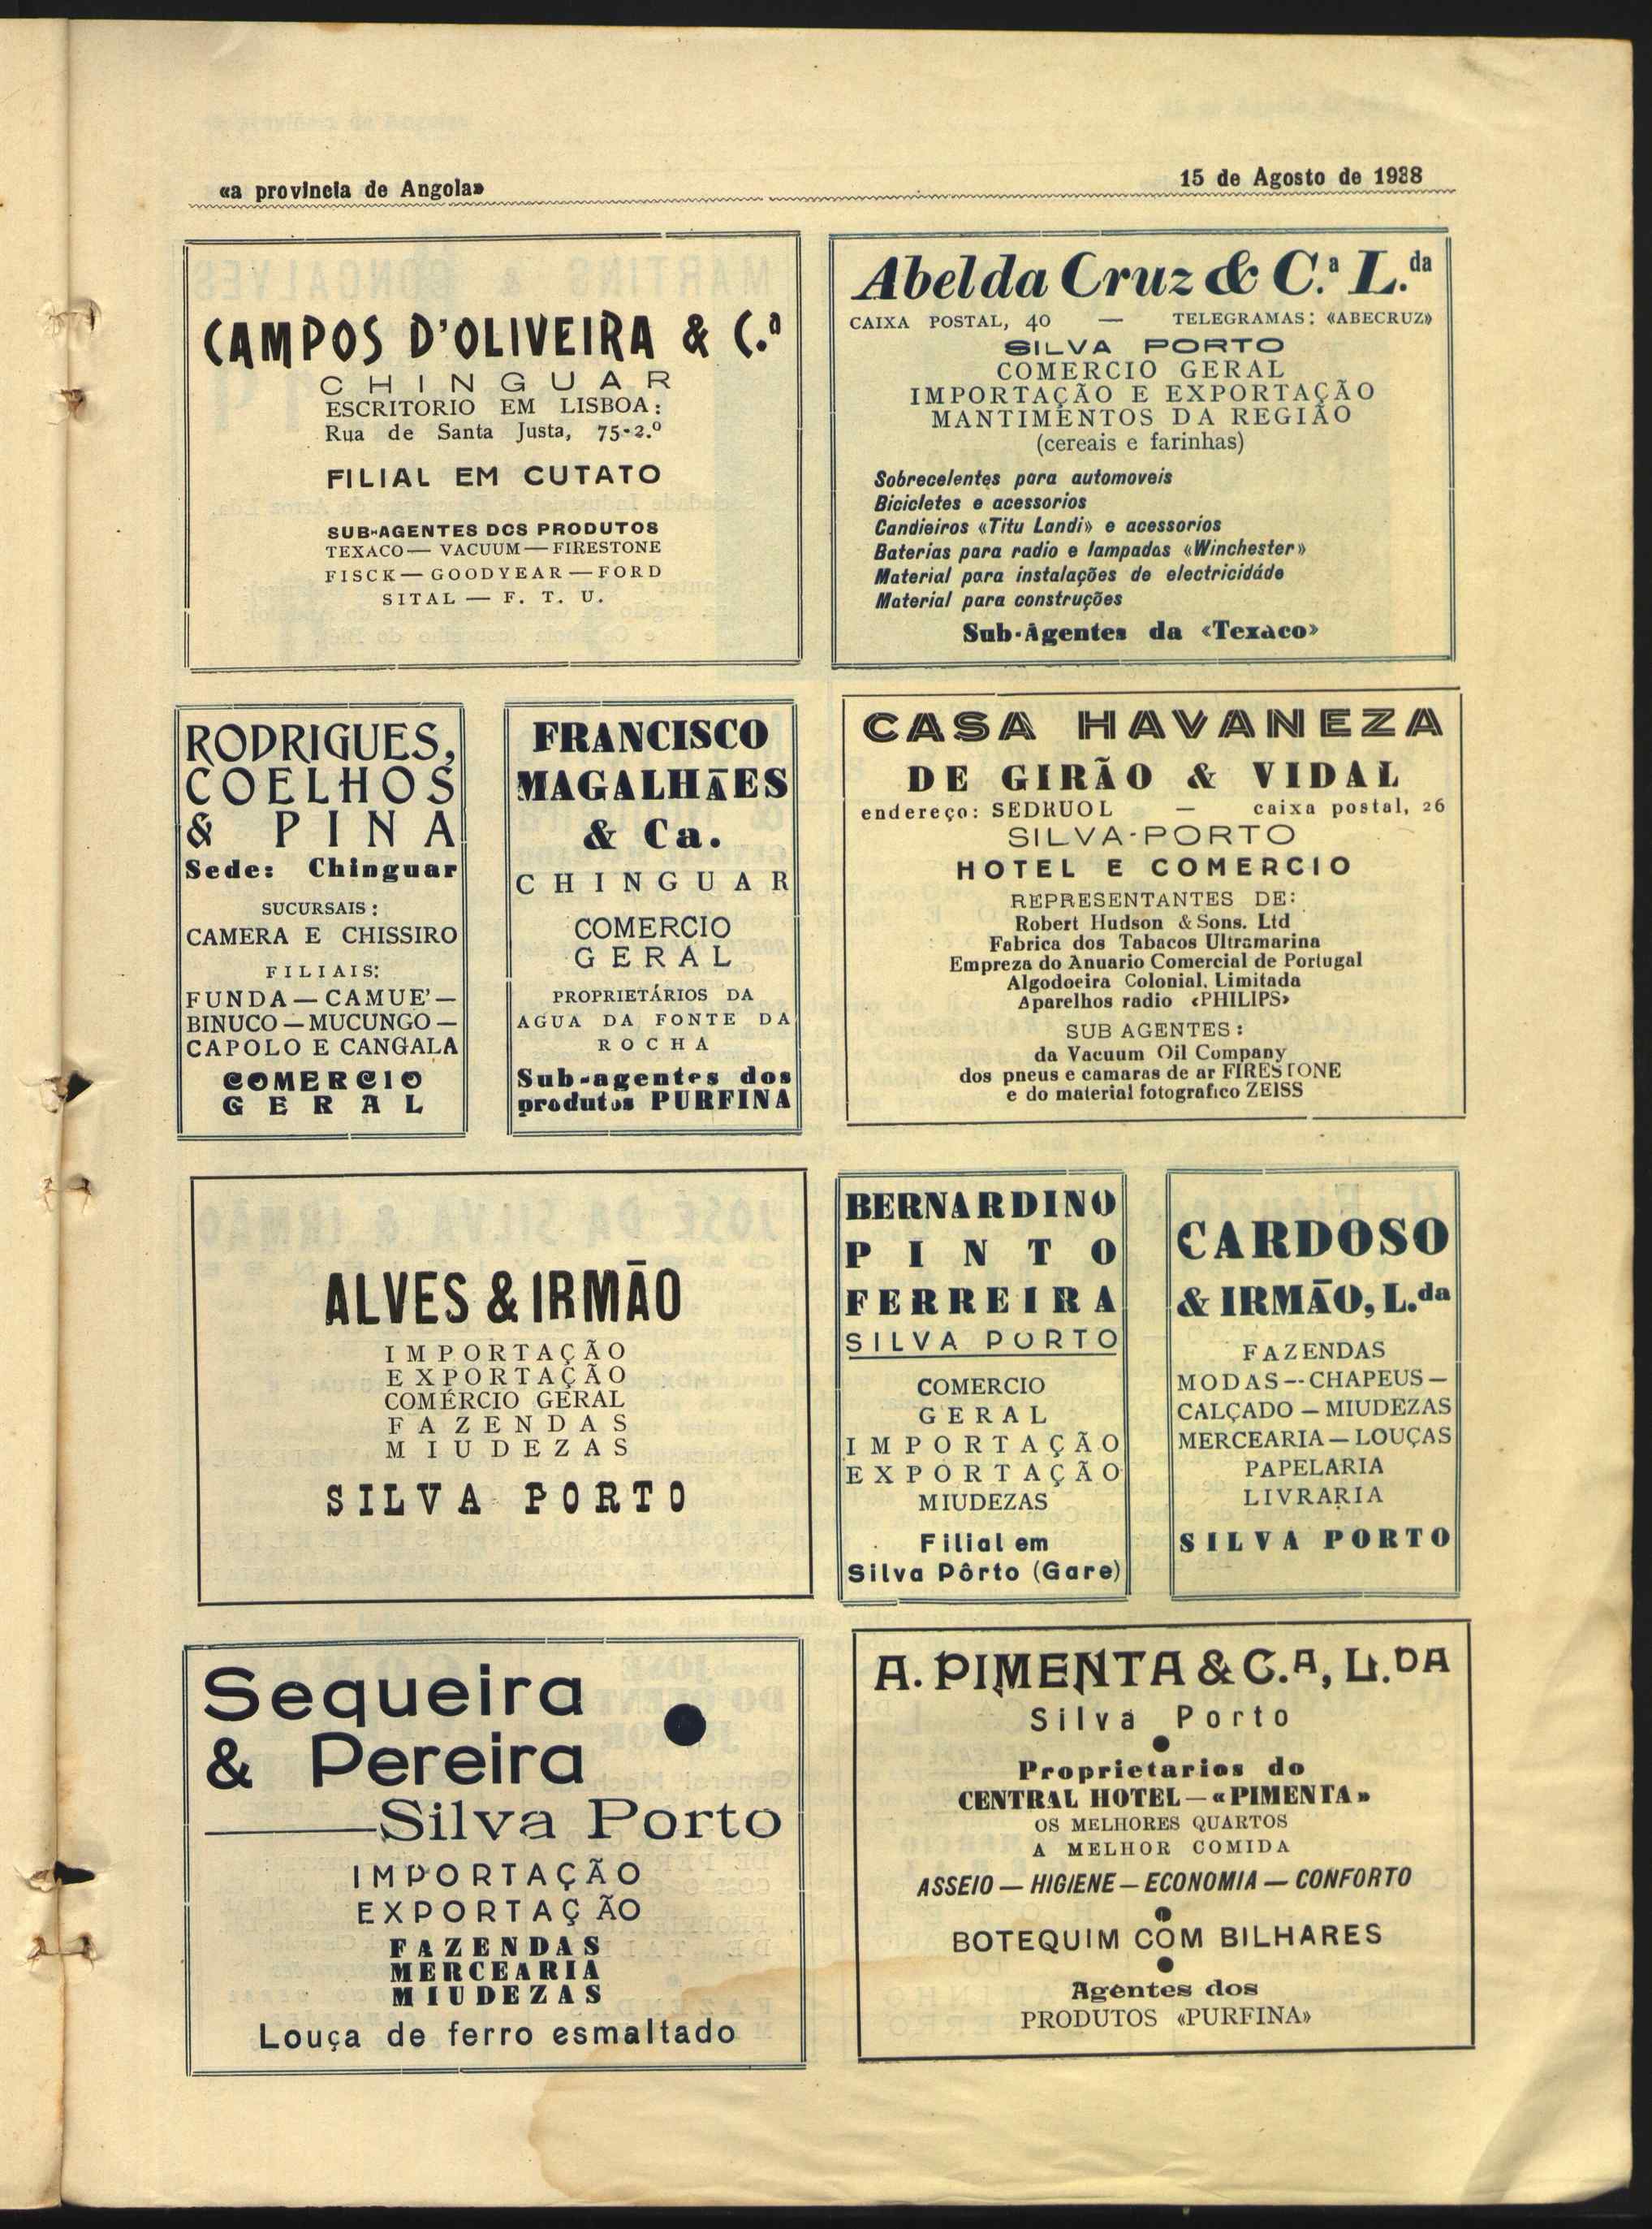 «a provincia de Angola»
15 de Agosto de 1938
CAMPOS D'OLIVEIRA & C.ª
CHINGUAR
ESCRITORIO EM LISBOA:
Rua de Santa Justa, 75-2.º
FILIAL EM CUTATO
SUB-AGENTES DOS PRODUTOS
TEXACO — VACUUM — FIRESTONE
FISCK — GOODYEAR — FORD
SITAL — F. T. U.
Abel da Cruz & C.ª L.da
CAIXA POSTAL, 40 — TELEGRAMAS: «ABECRUZ»
SILVA PORTO
COMERCIO GERAL
IMPORTAÇÃO E EXPORTAÇÃO
MANTIMENTOS DA REGIÃO
(cereais e farinhas)
Sobrecelentes para automoveis
Bicicletes e acessorios
Candieiros «Titu Landi» e acessorios
Baterias para radio e lampadas «Winchester»
Material para instalações de electricidáde
Material para construções
Sub-Agentes da «Texaco»
RODRIGUES,
COELHOS
& PINA
Sede: Chinguar
SUCURSAIS:
CAMERA E CHISSIRO
FILIAIS:
FUNDA — CAMUE' —
BINUCO — MUCUNGO —
CAPOLO E CANGALA
COMERCIO
GERAL
FRANCISCO
MAGALHÃES
& Ca.
CHINGUAR
COMERCIO
GERAL
PROPRIETÁRIOS DA
AGUA DA FONTE DA
ROCHA
Sub-agentes dos
produtos PURFINA
CASA HAVANEZA
DE GIRÃO & VIDAL
endereço: SEDRUOL — caixa postal, 26
SILVA-PORTO
HOTEL E COMERCIO
REPRESENTANTES DE:
Robert Hudson & Sons. Ltd
Fabrica dos Tabacos Ultramarina
Empreza do Anuario Comercial de Portugal
Algodoeira Colonial, Limitada
Aparelhos radio «PHILIPS»
SUB AGENTES:
da Vacuum Oil Company
dos pneus e camaras de ar FIRESTONE
e do material fotografico ZEISS
ALVES & IRMÃO
IMPORTAÇÃO
EXPORTAÇÃO
COMÉRCIO GERAL
FAZENDAS
MIUDEZAS
SILVA PORTO
BERNARDINO
PINTO
FERREIRA
SILVA PORTO
COMERCIO
GERAL
IMPORTAÇÃO
EXPORTAÇÃO
MIUDEZAS
Filial em
Silva Pôrto (Gare)
CARDOSO
& IRMÃO, L.da
FAZENDAS
MODAS -- CHAPEUS —
CALÇADO — MIUDEZAS
MERCEARIA — LOUÇAS
PAPELARIA
LIVRARIA
SILVA PORTO
Sequeira
& Pereira
Silva Porto
IMPORTAÇÃO
EXPORTAÇÃO
FAZENDAS
MERCEARIA
MIUDEZAS
Louça de ferro esmaltado
A. PIMENTA & C.A, L.DA
Silva Porto
Proprietarios do
CENTRAL HOTEL — «PIMENTA»
OS MELHORES QUARTOS
A MELHOR COMIDA
ASSEIO — HIGIENE — ECONOMIA — CONFORTO
BOTEQUIM COM BILHARES
Agentes dos
PRODUTOS «PURFINA»